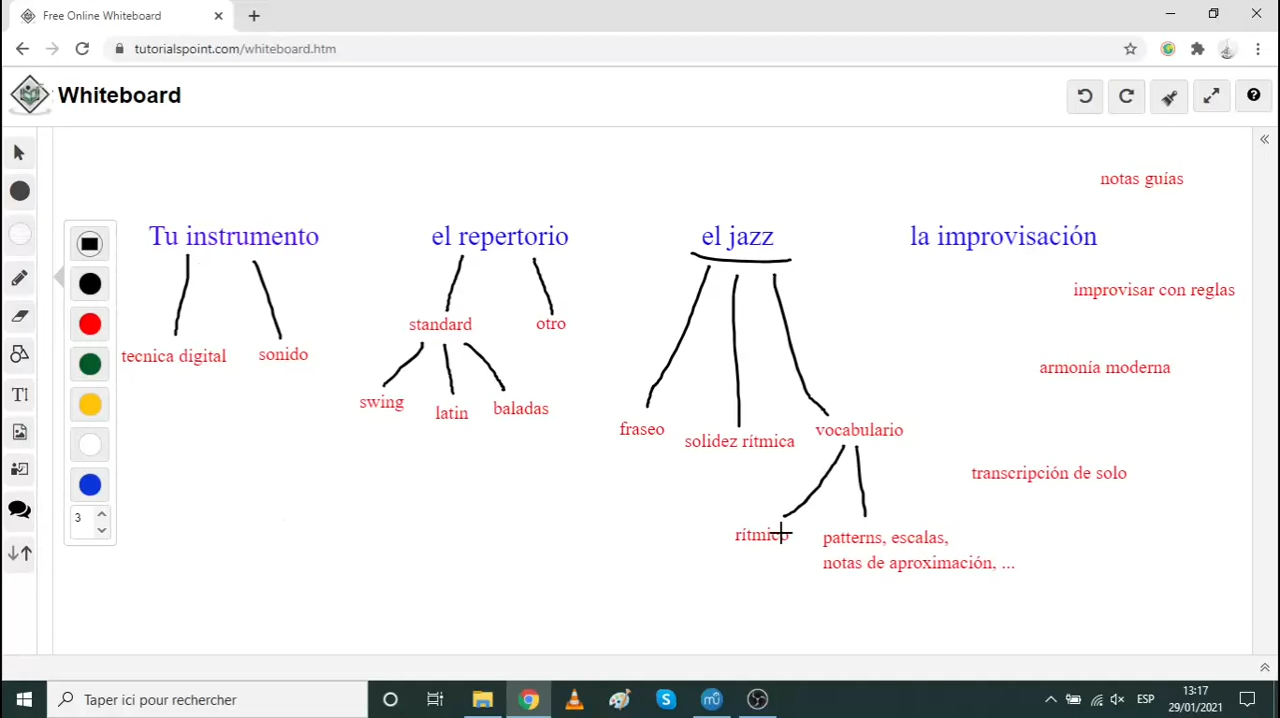 Free Online Whiteboard
tutorialspoint.com/whiteboard.htm
Whiteboard
notas guías
Tu instrumento
el repertorio
el jazz
la improvisación
improvisar con reglas
standard
otro
tecnica digital
sonido
armonía moderna
swing
latin
baladas
fraseo
solidez rítmica
vocabulario
transcripción de solo
3
rítmico
patterns, escalas,
notas de aproximación, ...
Taper ici pour rechercher
ESP
13:17
29/01/2021